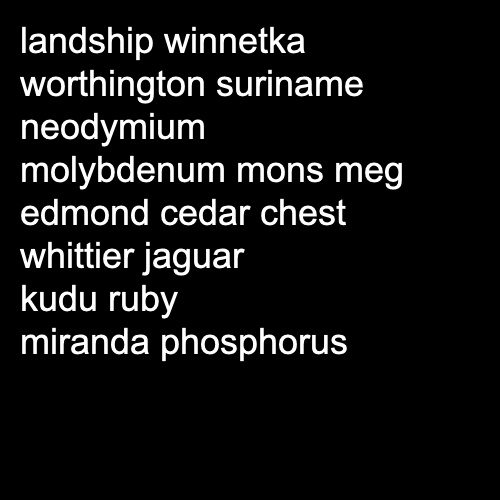 landship winnetka
worthington suriname
neodymium
molybdenum mons meg
edmond cedar chest
whittier jaguar
kudu ruby
miranda phosphorus